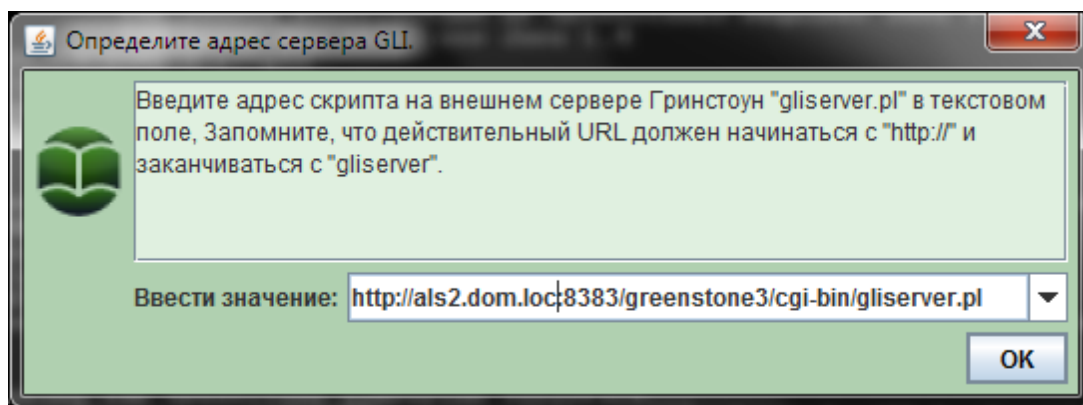 Определите адрес сервера GLI.
Введите адрес скрипта на внешнем сервере Гринстоун "gliserver.pl" в текстовом
поле, Запомните, что действительный URL должен начинаться с "http://" и
заканчиваться с "gliserver".
Ввести значение: http://als2.dom.loc:8383/greenstone3/cgi-bin/gliserver.pl
OK